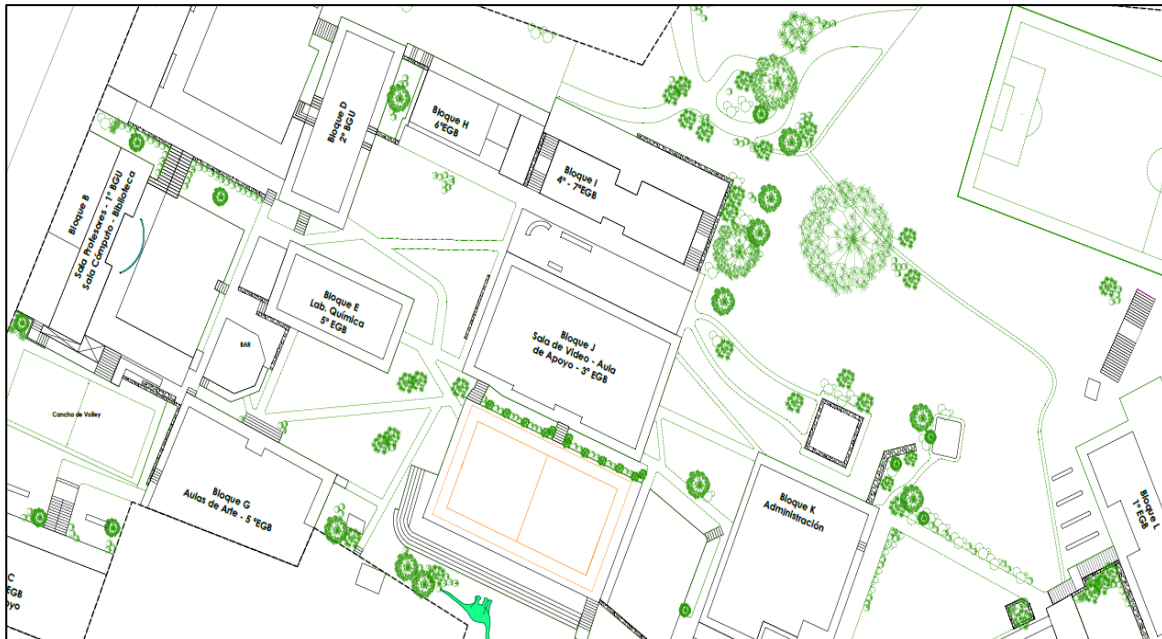 Bloque D
2° BGU
Bloque H
6°EGB
Bloque I
4° - 7°EGB
Bloque B
Sala Profesores - 1° BGU
Sala Cómputo - Biblioteca
Bloque E
Lab. Química
5° EGB
BAR
Bloque J
Sala de Video - Aula
de Apoyo - 3° EGB
Cancha de Volley
Bloque G
Aulas de Arte - 5 °EGB
Bloque K
Administración
Bloque L
1° EGB
C
EGB
oyo